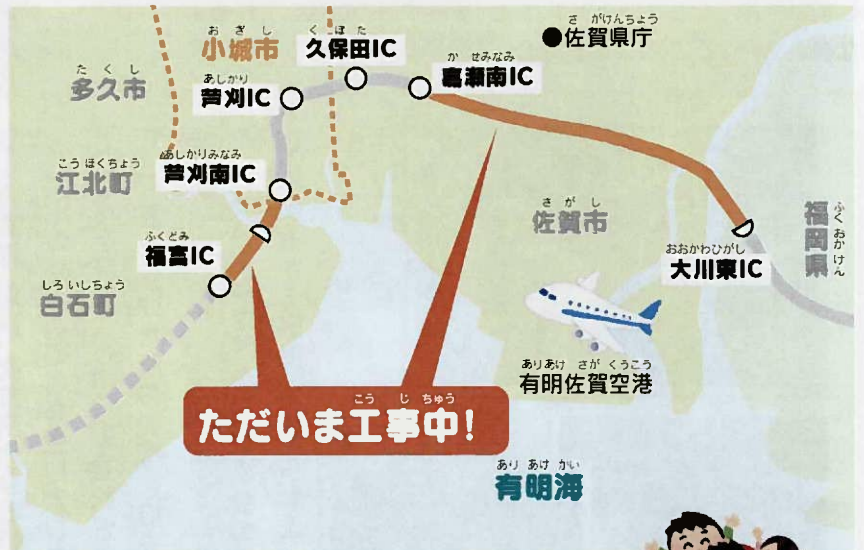 さがけんちょう
●佐賀県庁
おぎし
小城市
くぼた
久保田IC
かせみなみ
嘉瀬南IC
たくし
多久市
あしかり
芦刈IC
こうほくちょう
江北町
あしかりみなみ
芦刈南IC
さがし
佐賀市
ふくおかけん
福岡県
ふくどみ
福富IC
おおかわひがし
大川東IC
しろいしちょう
白石町
ありあけさがくうこう
有明佐賀空港
こうじちゅう
ただいま工事中!
ありあけかい
有明海